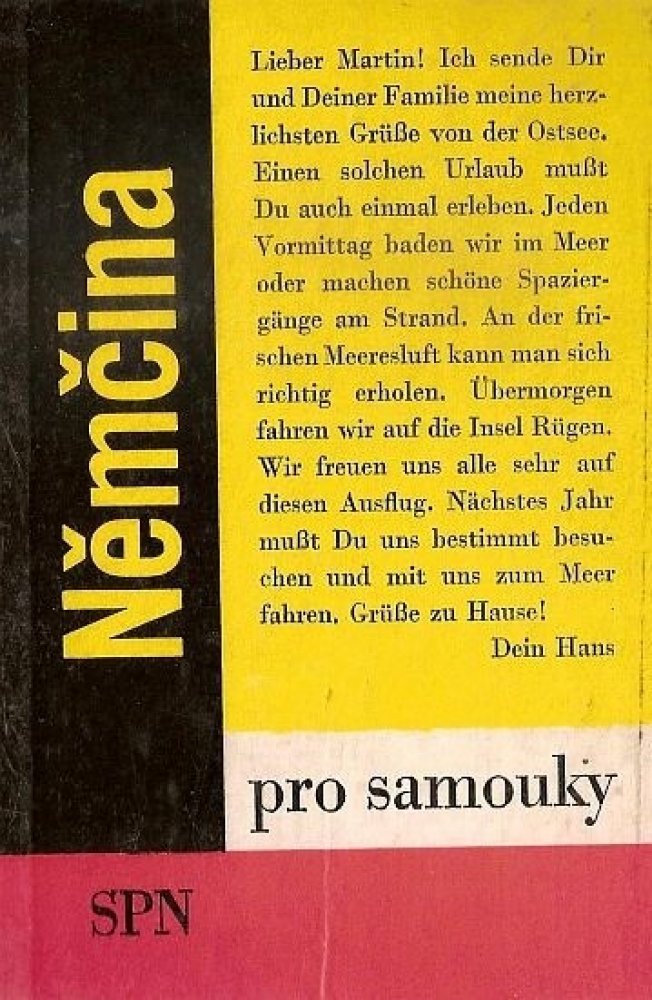 Němčina
Lieber Martin! Ich sende Dir
und Deiner Familie meine herz-
lichsten Grüße von der Ostsee.
Einen solchen Urlaub mußt
Du auch einmal erleben. Jeden
Vormittag baden wir im Meer
oder machen schöne Spazier-
gänge am Strand. An der fri-
schen Meeresluft kann man sich
richtig erholen. Übermorgen
fahren wir auf die Insel Rügen.
Wir freuen uns alle sehr auf
diesen Ausflug. Nächstes Jahr
mußt Du uns bestimmt besu-
chen und mit uns zum Meer
fahren. Grüße zu Hause!
Dein Hans
pro samouky
SPN